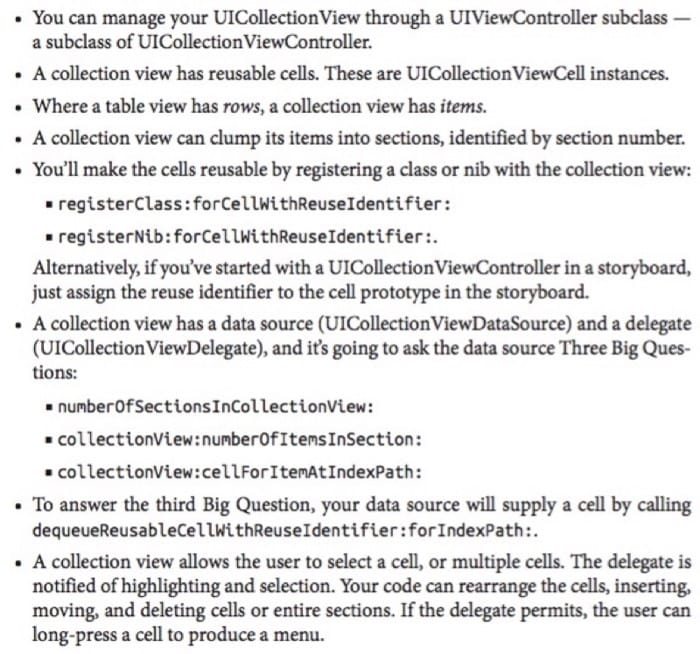 • You can manage your UICollectionView through a UIViewController subclass —
a subclass of UICollectionViewController.
• A collection view has reusable cells. These are UICollectionViewCell instances.
• Where a table view has rows, a collection view has items.
• A collection view can clump its items into sections, identified by section number.
• You’ll make the cells reusable by registering a class or nib with the collection view:
▪ registerClass:forCellWithReuseIdentifier:
▪ registerNib:forCellWithReuseIdentifier:.
Alternatively, if you’ve started with a UICollectionViewController in a storyboard,
just assign the reuse identifier to the cell prototype in the storyboard.
• A collection view has a data source (UICollectionViewDataSource) and a delegate
(UICollectionViewDelegate), and it’s going to ask the data source Three Big Ques-
tions:
▪ numberOfSectionsInCollectionView:
▪ collectionView:numberOfItemsInSection:
▪ collectionView:cellForItemAtIndexPath:
• To answer the third Big Question, your data source will supply a cell by calling
dequeueReusableCellWithReuseIdentifier:forIndexPath:.
• A collection view allows the user to select a cell, or multiple cells. The delegate is
notified of highlighting and selection. Your code can rearrange the cells, inserting,
moving, and deleting cells or entire sections. If the delegate permits, the user can
long-press a cell to produce a menu.